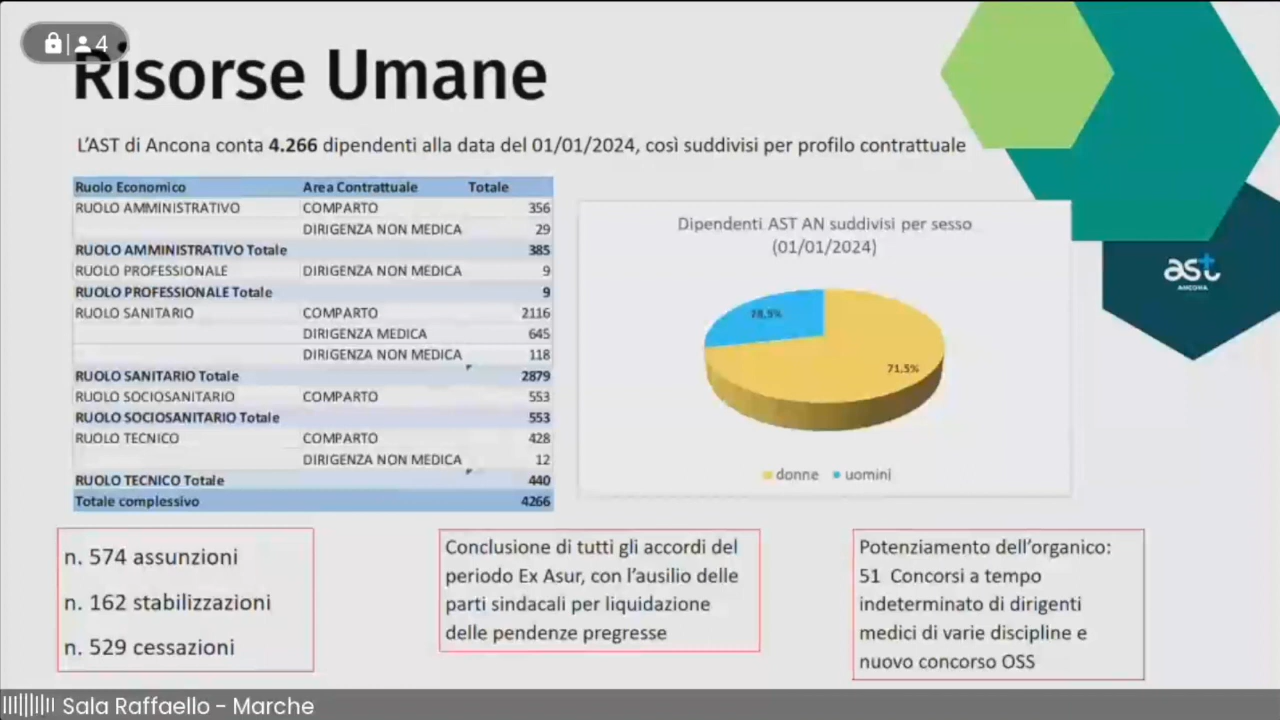 4
Risorse Umane
L'AST di Ancona conta 4.266 dipendenti alla data del 01/01/2024, così suddivisi per profilo contrattuale
Ruolo Economico Area Contrattuale Totale
RUOLO AMMINISTRATIVO COMPARTO 356
DIRIGENZA NON MEDICA 29
RUOLO AMMINISTRATIVO Totale 385
RUOLO PROFESSIONALE DIRIGENZA NON MEDICA 9
RUOLO PROFESSIONALE Totale 9
RUOLO SANITARIO COMPARTO 2116
DIRIGENZA MEDICA 645
DIRIGENZA NON MEDICA 118
RUOLO SANITARIO Totale 2879
RUOLO SOCIOSANITARIO COMPARTO 553
RUOLO SOCIOSANITARIO Totale 553
RUOLO TECNICO COMPARTO 428
DIRIGENZA NON MEDICA 12
RUOLO TECNICO Totale 440
Totale complessivo 4266
Dipendenti AST AN suddivisi per sesso
(01/01/2024)
28,5%
71,5%
donne uomini
ast
ANCONA
n. 574 assunzioni
n. 162 stabilizzazioni
n. 529 cessazioni
Conclusione di tutti gli accordi del
periodo Ex Asur, con l'ausilio delle
parti sindacali per liquidazione
delle pendenze pregresse
Potenziamento dell'organico:
51 Concorsi a tempo
indeterminato di dirigenti
medici di varie discipline e
nuovo concorso OSS
Sala Raffaello - Marche